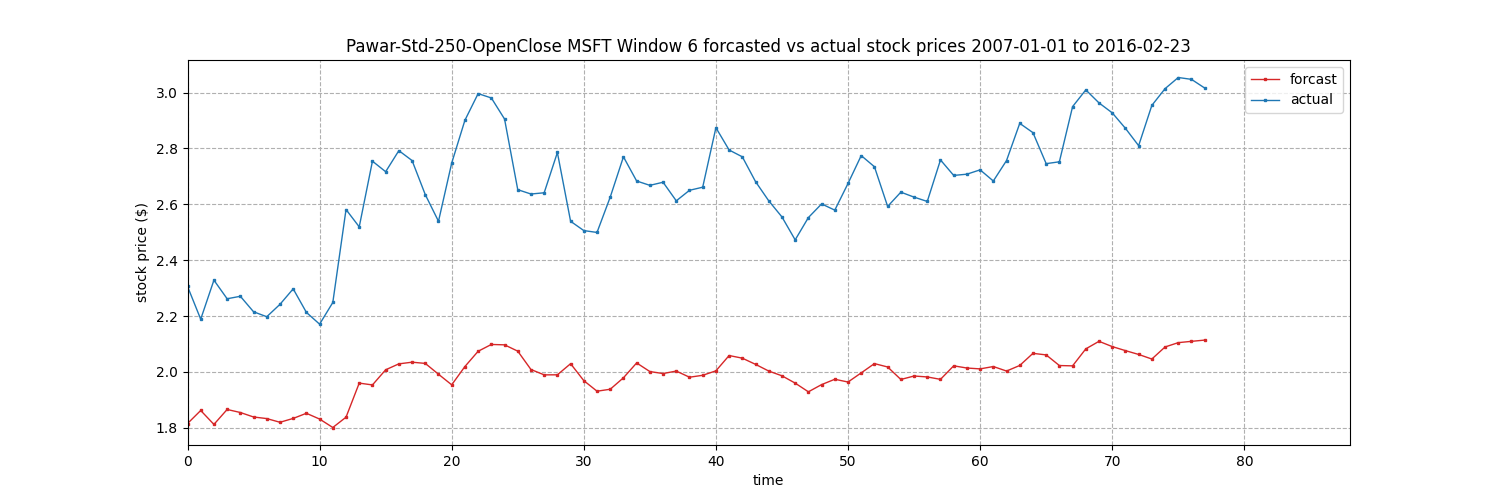 Pawar-Std-250-OpenClose MSFT Window 6 forcasted vs actual stock prices 2007-01-01 to 2016-02-23
forcast
actual
stock price ($)
3.0
2.8
2.6
2.4
2.2
2.0
1.8
0 10 20 30 40 50 60 70 80
time